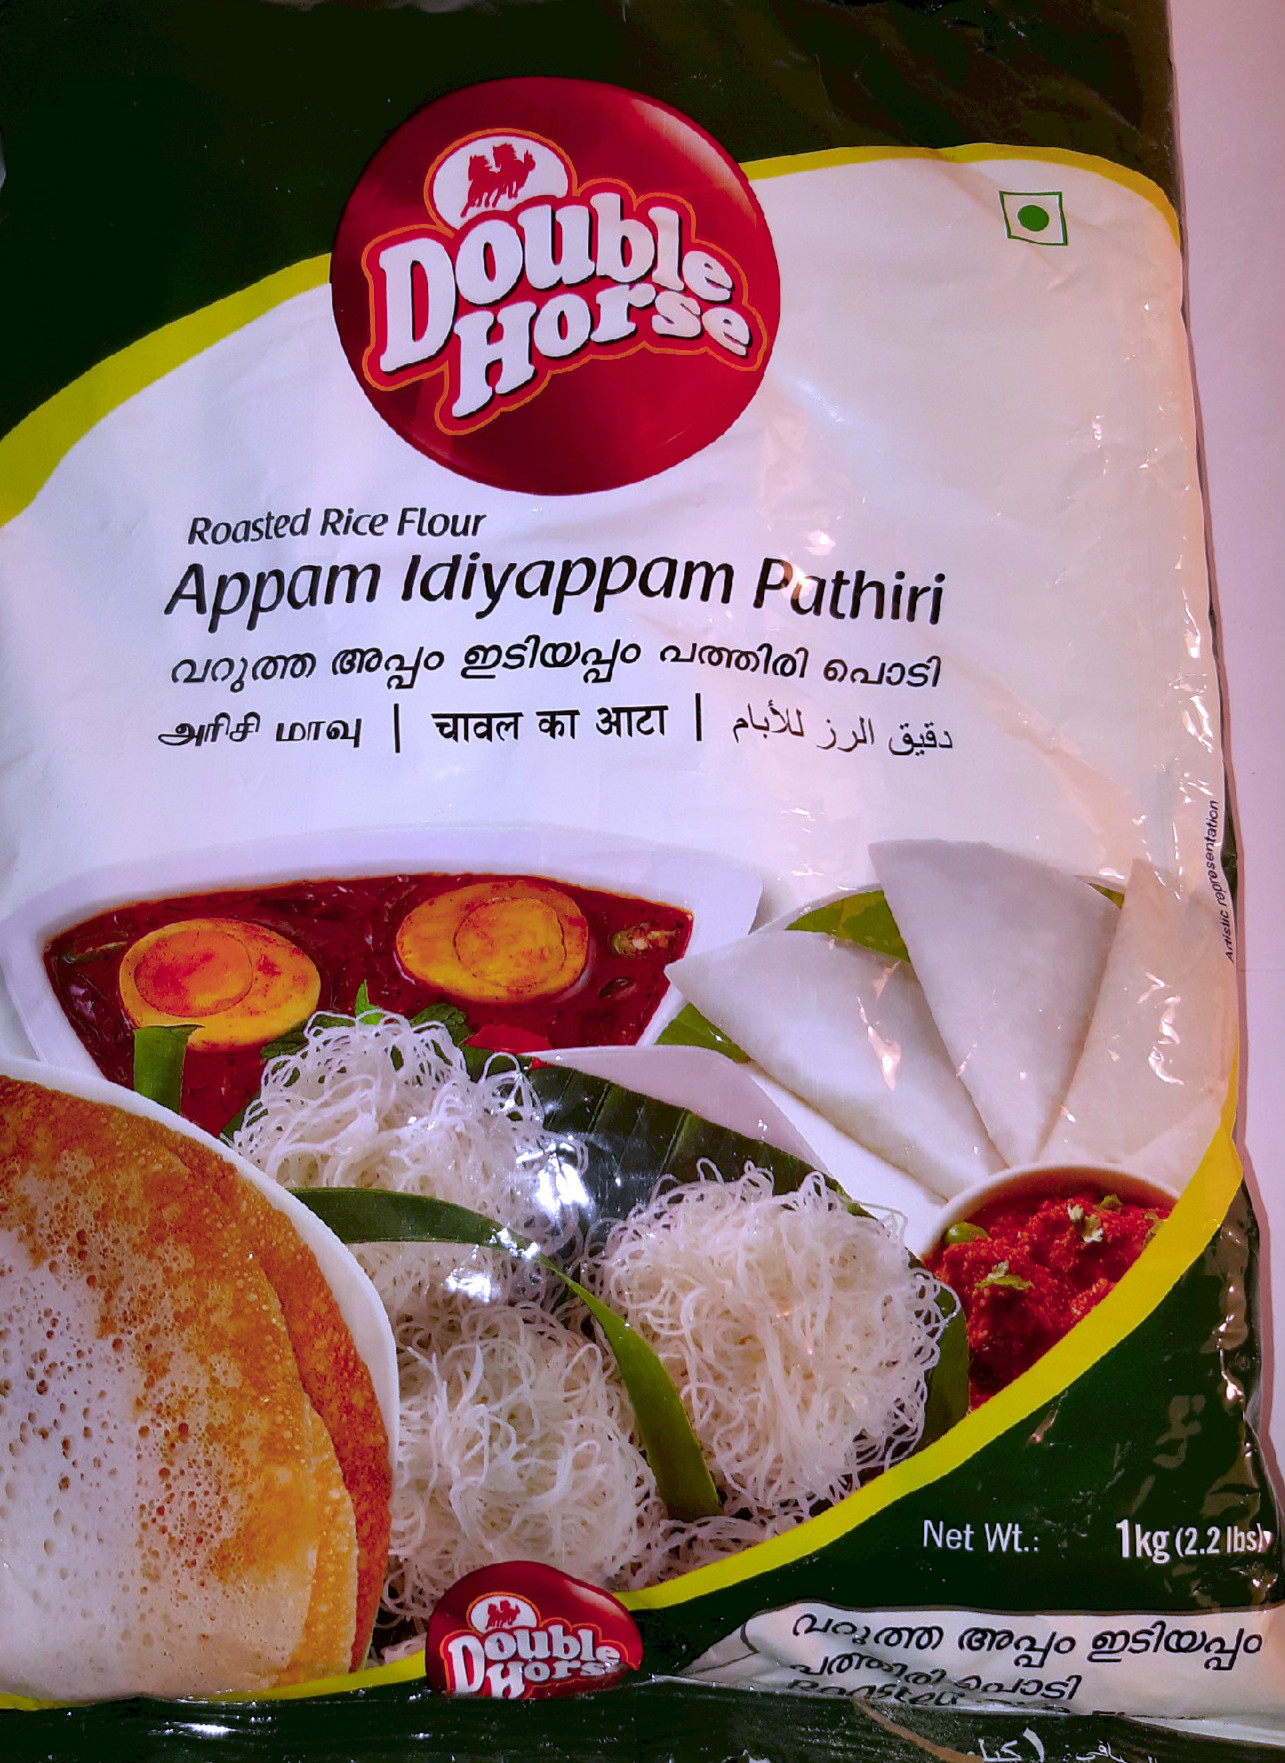 Double
Horse
Roasted Rice Flour
Appam Idiyappam Pathiri
വറുത്ത അപ്പം ഇടിയപ്പം പത്തിരി പൊടി
அரிசி மாவு | चावल का आटा | دقيق الرز للأبام
Artistic representation
Net Wt.: 1kg (2.2 lbs)
Double
Horse
വറുത്ത അപ്പം ഇടിയപ്പം
പത്തിരി പൊടി